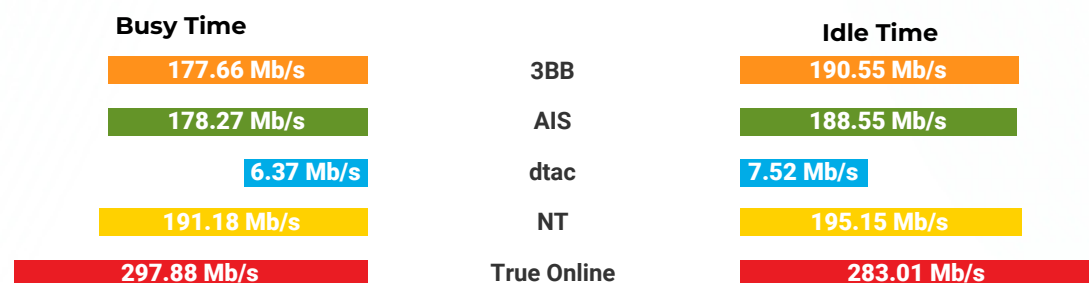 Busy Time
Idle Time
177.66 Mb/s 3BB 190.55 Mb/s
178.27 Mb/s AIS 188.55 Mb/s
6.37 Mb/s dtac 7.52 Mb/s
191.18 Mb/s NT 195.15 Mb/s
297.88 Mb/s True Online 283.01 Mb/s